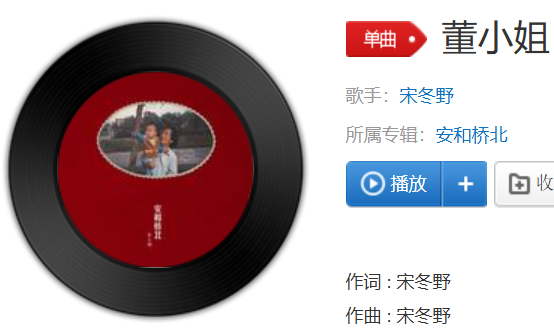 单曲
董小姐
歌手：宋冬野
所属专辑：安和桥北
播放
收
作词 : 宋冬野
作曲 : 宋冬野
安和桥北